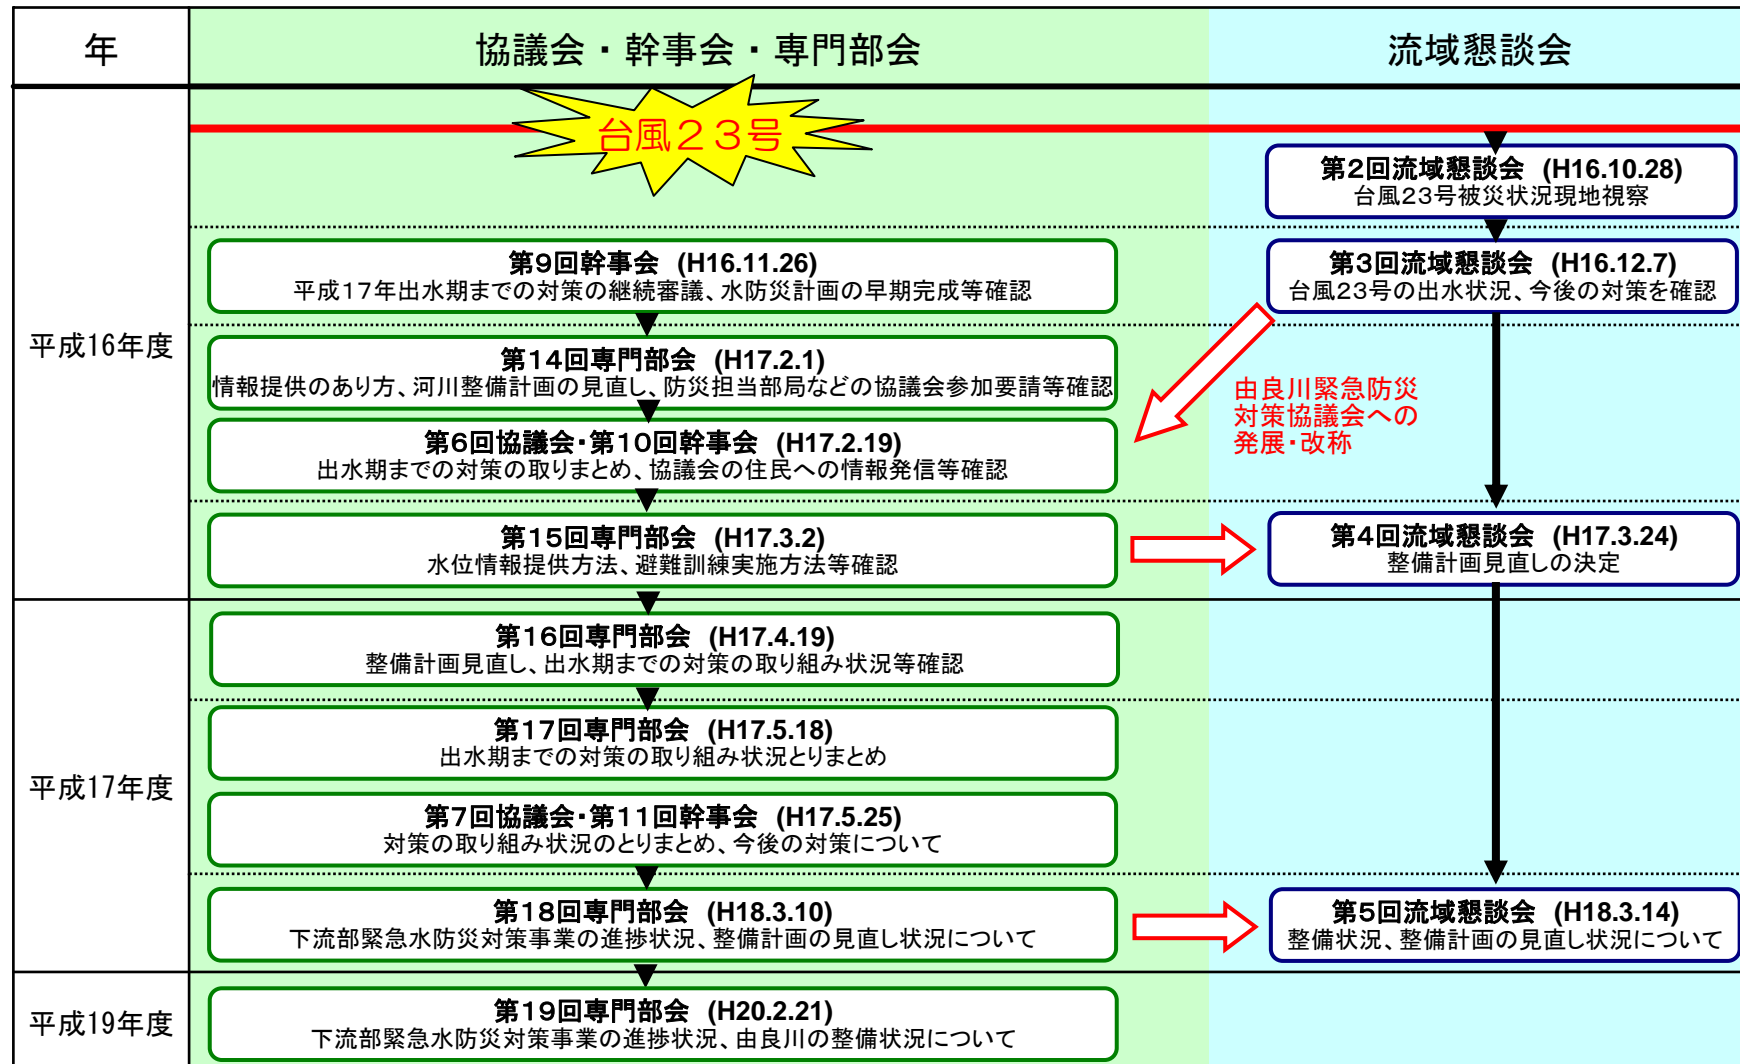 年
協議会・幹事会・専門部会
流域懇談会
台風２３号
平成16年度
第2回流域懇談会 (H16.10.28)
台風23号被災状況現地視察
第9回幹事会 (H16.11.26)
平成17年出水期までの対策の継続審議、水防災計画の早期完成等確認
第3回流域懇談会 (H16.12.7)
台風23号の出水状況、今後の対策を確認
第14回専門部会 (H17.2.1)
情報提供のあり方、河川整備計画の見直し、防災担当部局などの協議会参加要請等確認
由良川緊急防災
対策協議会への
発展・改称
第6回協議会・第10回幹事会 (H17.2.19)
出水期までの対策の取りまとめ、協議会の住民への情報発信等確認
第15回専門部会 (H17.3.2)
水位情報提供方法、避難訓練実施方法等確認
第4回流域懇談会 (H17.3.24)
整備計画見直しの決定
平成17年度
第16回専門部会 (H17.4.19)
整備計画見直し、出水期までの対策の取り組み状況等確認
第17回専門部会 (H17.5.18)
出水期までの対策の取り組み状況とりまとめ
第7回協議会・第11回幹事会 (H17.5.25)
対策の取り組み状況のとりまとめ、今後の対策について
第18回専門部会 (H18.3.10)
下流部緊急水防災対策事業の進捗状況、整備計画の見直し状況について
第5回流域懇談会 (H18.3.14)
整備状況、整備計画の見直し状況について
平成19年度
第19回専門部会 (H20.2.21)
下流部緊急水防災対策事業の進捗状況、由良川の整備状況について